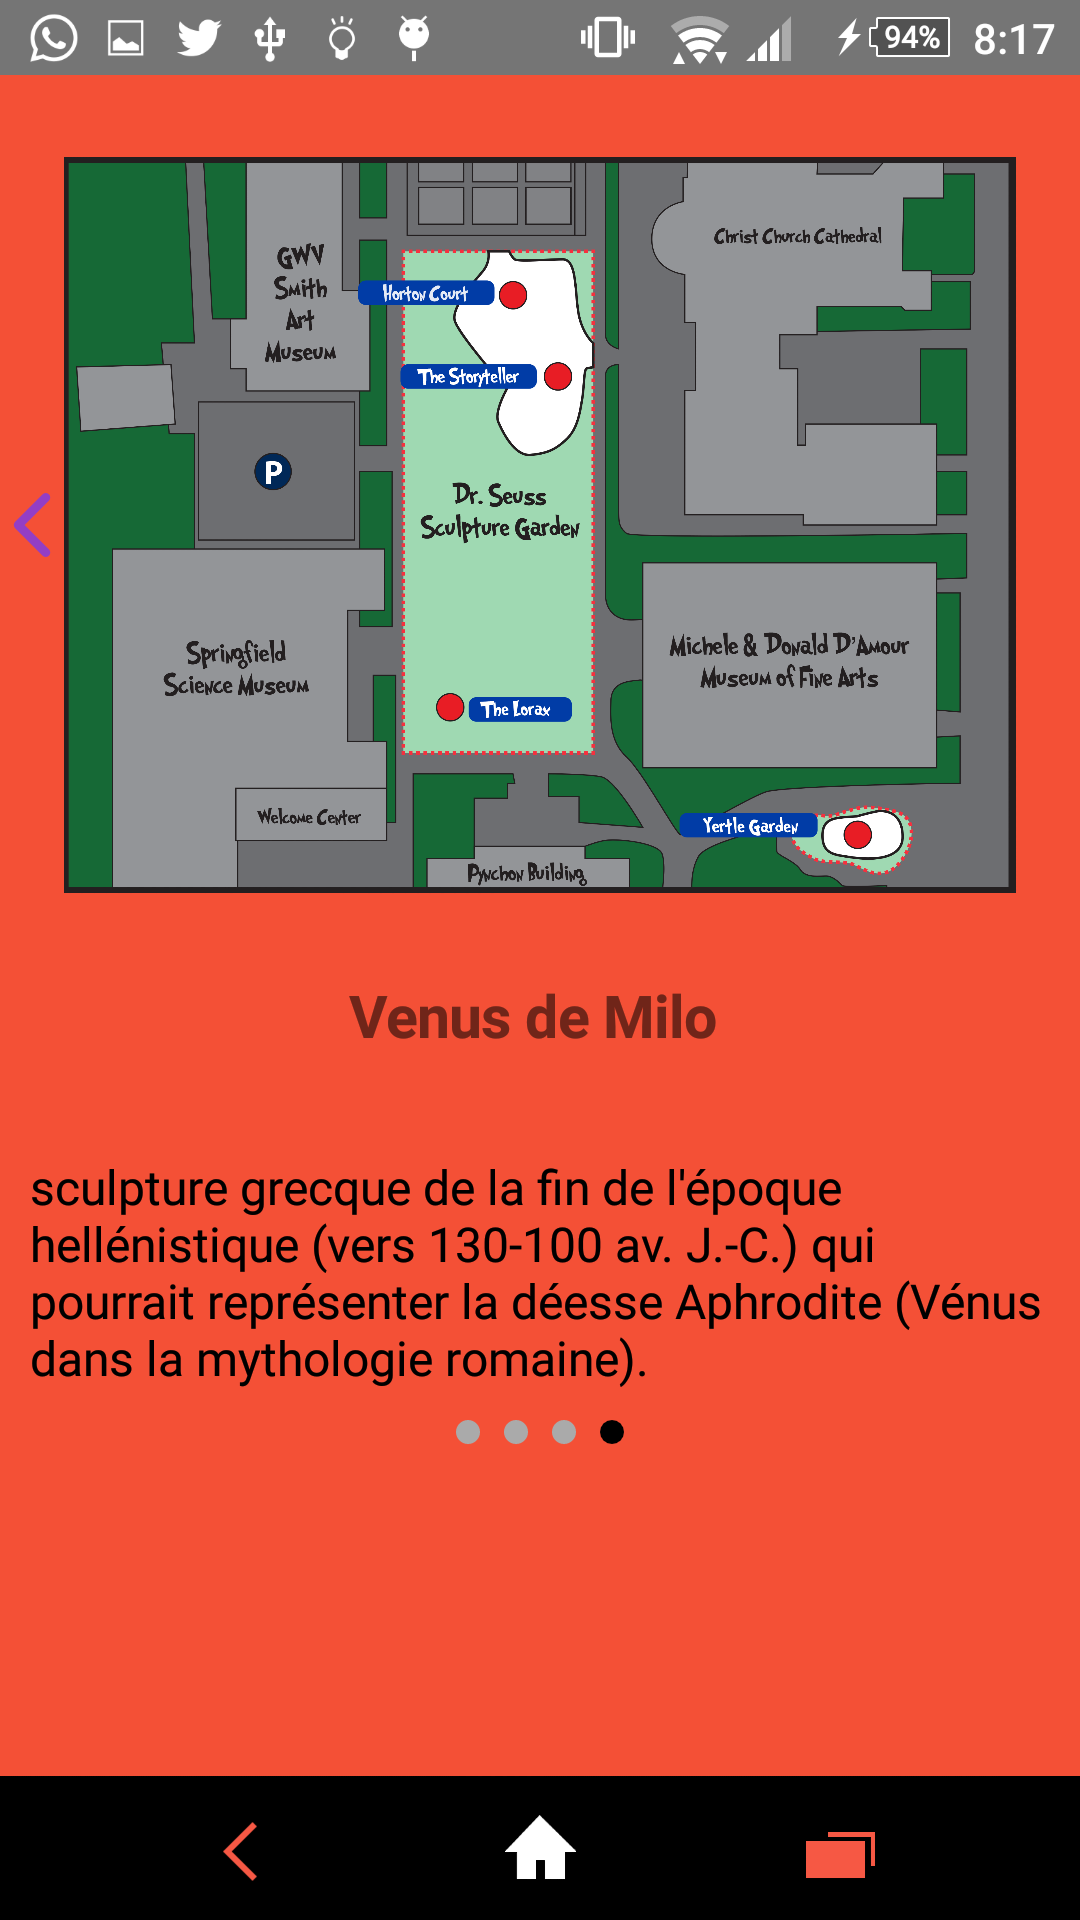 94% 8:17
GWV
Smith
Art
Museum
Christ Church Cathedral
Horton Court
The Storyteller
P
Dr. Seuss
Sculpture Garden
Springfield
Science Museum
Michele & Donald D'Amour
Museum of Fine Arts
The Lorax
Welcome Center
Yertle Garden
Pynchon Building
Venus de Milo
sculpture grecque de la fin de l'époque
hellénistique (vers 130-100 av. J.-C.) qui
pourrait représenter la déesse Aphrodite (Vénus
dans la mythologie romaine).